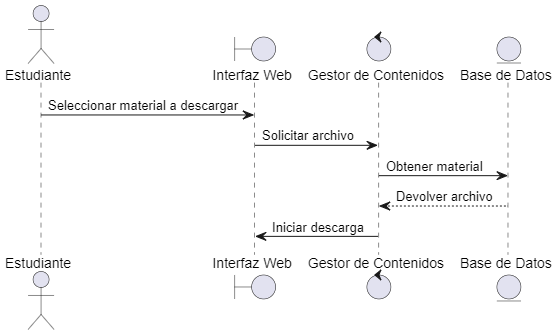 Estudiante
Interfaz Web
Gestor de Contenidos
Base de Datos
Seleccionar material a descargar
Solicitar archivo
Obtener material
Devolver archivo
Iniciar descarga
Estudiante
Interfaz Web
Gestor de Contenidos
Base de Datos